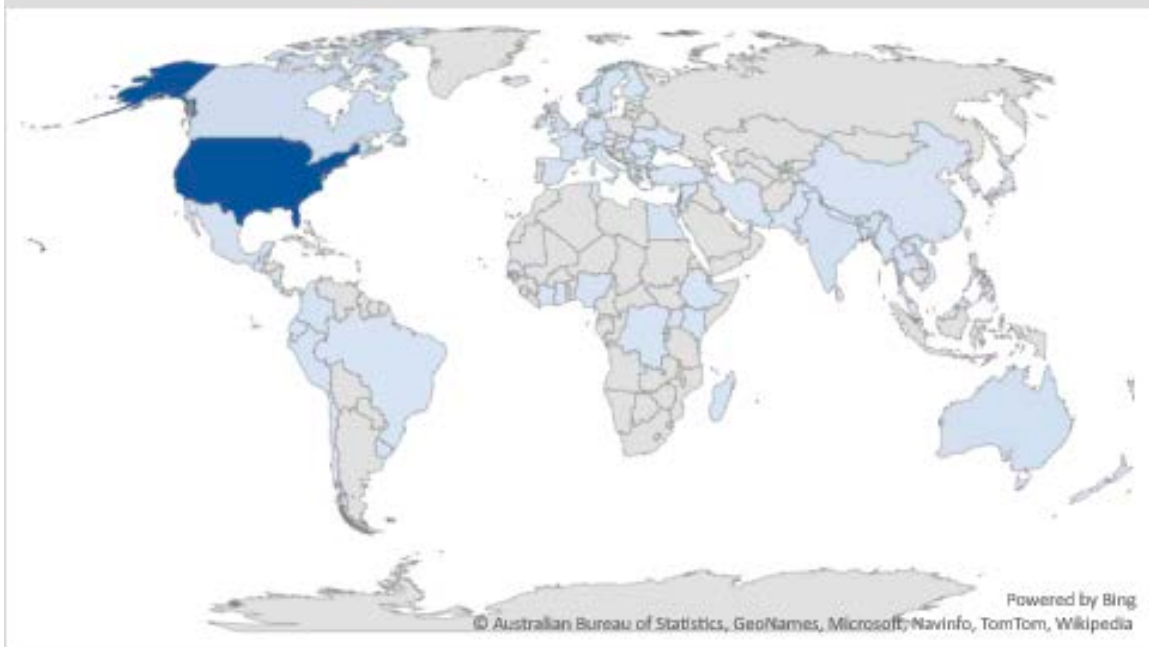 Powered by Bing
© Australian Bureau of Statistics, GeoNames, Microsoft, Navinfo, TomTom, Wikipedia